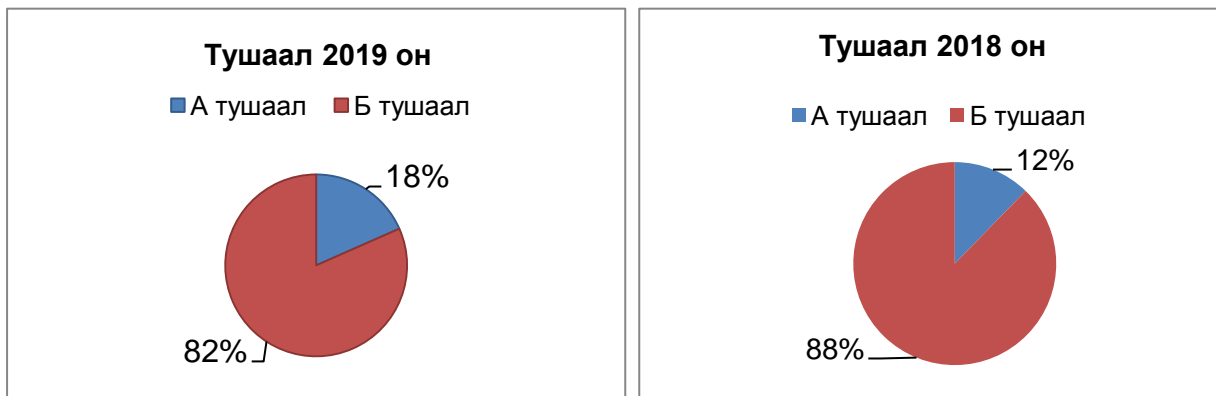 Тушаал 2019 он
А тушаал Б тушаал
18%
82%
Тушаал 2018 он
А тушаал Б тушаал
12%
88%